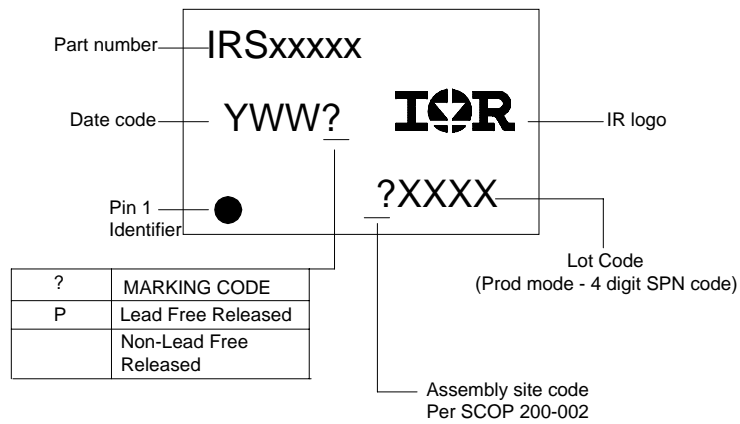 Part number
IRSxxxxx
Date code
YWW?
IOR
IR logo
?XXXX
Pin 1
Identifier
Lot Code
(Prod mode - 4 digit SPN code)
? MARKING CODE
P Lead Free Released
Non-Lead Free
Released
Assembly site code
Per SCOP 200-002